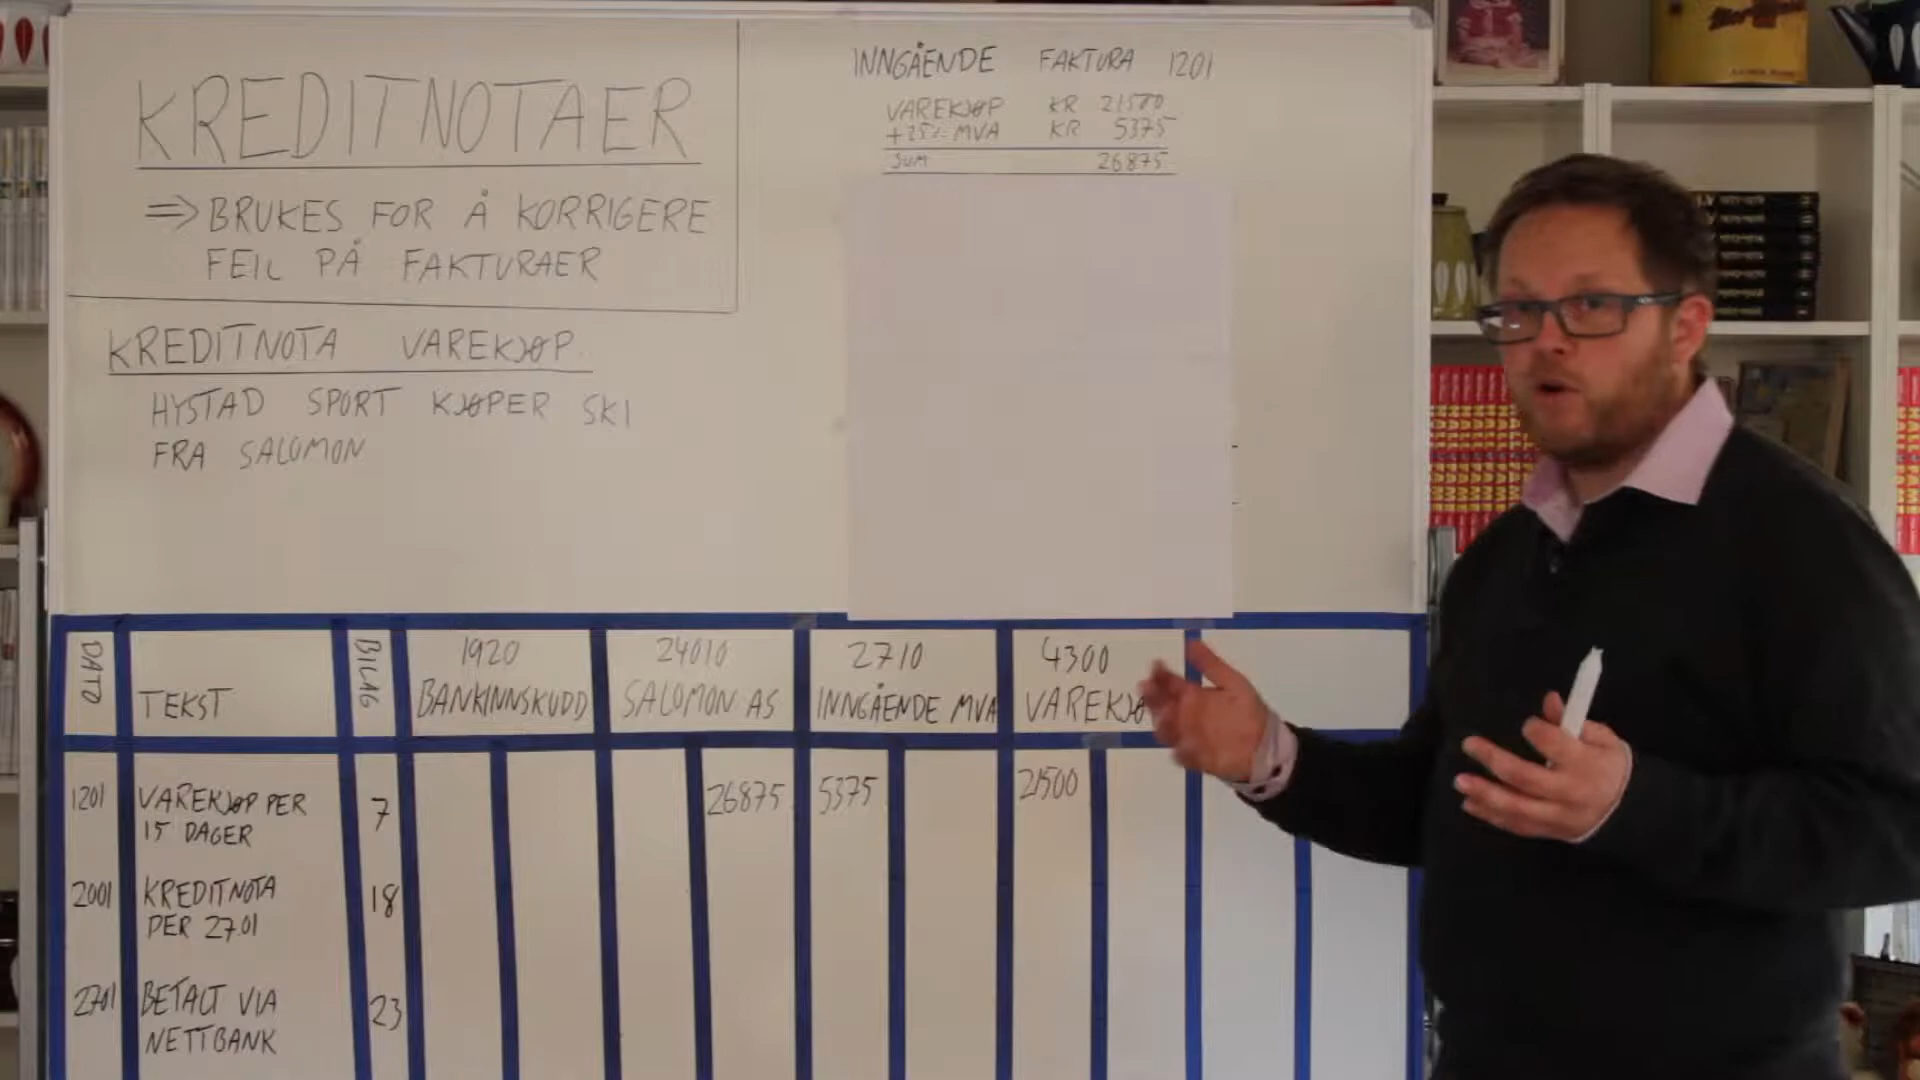 KREDITNOTAER
=> BRUKES FOR Å KORRIGERE
FEIL PÅ FAKTURAER
KREDITNOTA VAREKJØP
HYSTAD SPORT KJØPER SKI
FRA SALOMON
INNGÅENDE FAKTURA 1201
VAREKJØP KR 21500
+25% MVA KR 5375
SUM 26875
DATO
TEKST
BILAG
1920
BANKINNSKUDD
24010
SALOMON AS
2710
INNGÅENDE MVA
4300
VAREKJØ
1201 VAREKJØP PER 7 26875 5375 21500
15 DAGER
2001 KREDITNOTA 18
PER 27.01
2701 BETALT VIA 23
NETTBANK